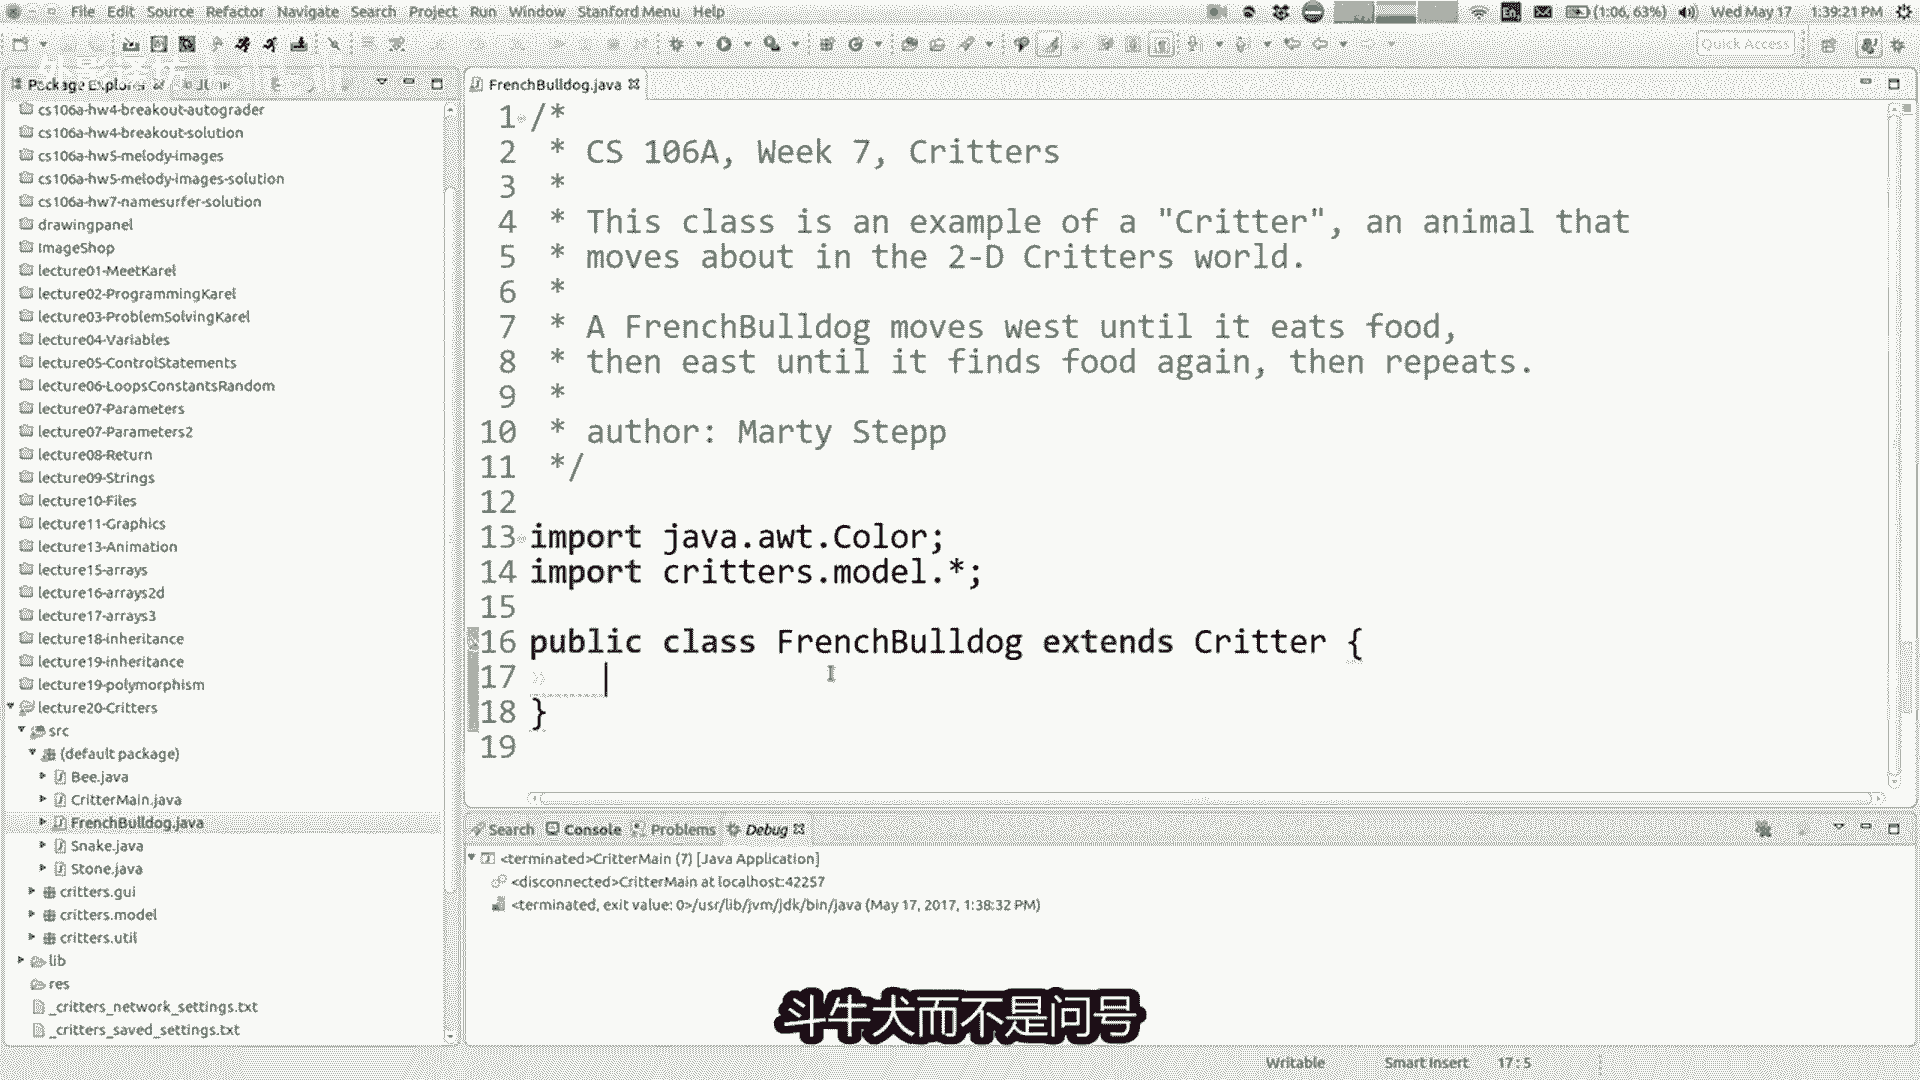 File Edit Source Refactor Navigate Search Project Run Window Stanford Menu Help
(1:06, 63%) Wed May 17 1:39:21 PM
Quick Access
Package Explorer
FrenchBulldog.java
cs106a-hw4-breakout-autograder
cs106a-hw4-breakout-solution
cs106a-hw5-melody-images
cs106a-hw5-melody-images-solution
cs106a-hw7-namesurfer-solution
drawingpanel
ImageShop
lecture01-MeetKarel
lecture02-ProgrammingKarel
lecture03-ProblemSolvingKarel
lecture04-Variables
lecture05-ControlStatements
lecture06-LoopsConstantsRandom
lecture07-Parameters
lecture07-Parameters2
lecture08-Return
lecture09-Strings
lecture10-Files
lecture11-Graphics
lecture13-Animation
lecture15-arrays
lecture16-arrays2d
lecture17-arrays3
lecture18-inheritance
lecture19-inheritance
lecture19-polymorphism
lecture20-Critters
src
(default package)
Bee.java
CritterMain.java
FrenchBulldog.java
Snake.java
Stone.java
critters.gui
critters.model
critters.util
lib
res
_critters_network_settings.txt
_critters_saved_settings.txt
1 /*
2 * CS 106A, Week 7, Critters
3 *
4 * This class is an example of a "Critter", an animal that
5 * moves about in the 2-D Critters world.
6 *
7 * A FrenchBulldog moves west until it eats food,
8 * then east until it finds food again, then repeats.
9 *
10 * author: Marty Stepp
11 */
12
13 import java.awt.Color;
14 import critters.model.*;
15
16 public class FrenchBulldog extends Critter {
17
18 }
19
Search Console Problems Debug
<terminated>CritterMain (7) [Java Application]
<disconnected>CritterMain at localhost:42257
<terminated, exit value: 0>/usr/lib/jvm/jdk/bin/java (May 17, 2017, 1:38:32 PM)
斗牛犬而不是问号
Writable Smart Insert 17:5